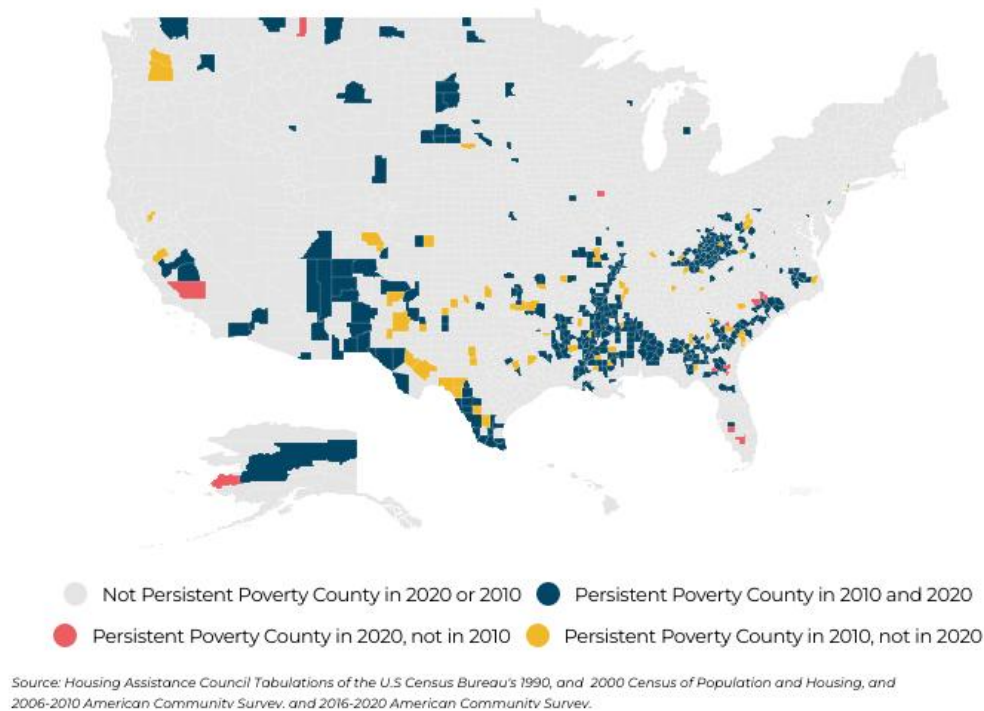 Not Persistent Poverty County in 2020 or 2010
Persistent Poverty County in 2010 and 2020
Persistent Poverty County in 2020, not in 2010
Persistent Poverty County in 2010, not in 2020
Source: Housing Assistance Council Tabulations of the U.S Census Bureau's 1990, and 2000 Census of Population and Housing, and
2006-2010 American Community Survey, and 2016-2020 American Community Survey.